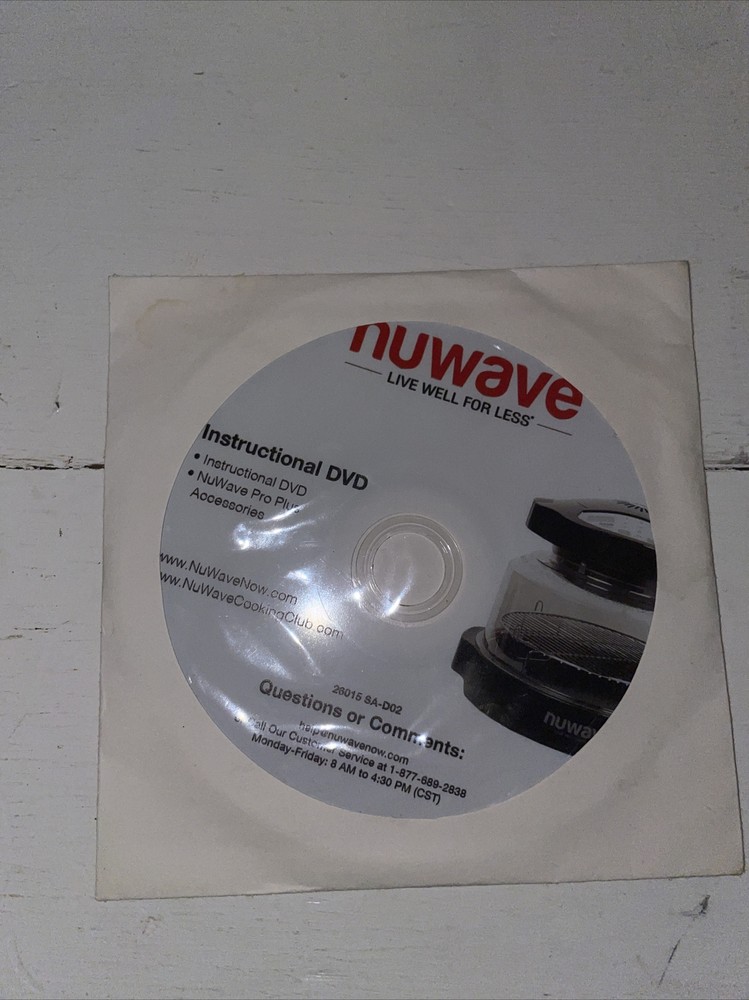 nuwave
LIVE WELL FOR LESS®
Instructional DVD
• Instructional DVD
• NuWave Pro Plus
Accessories
www.NuWaveNow.com
www.NuWaveCookingClub.com
26015 SA-D02
Questions or Comments:
help@nuwavenow.com
Call Our Customer Service at 1-877-689-2838
Monday-Friday: 8 AM to 4:30 PM (CST)
nuwav